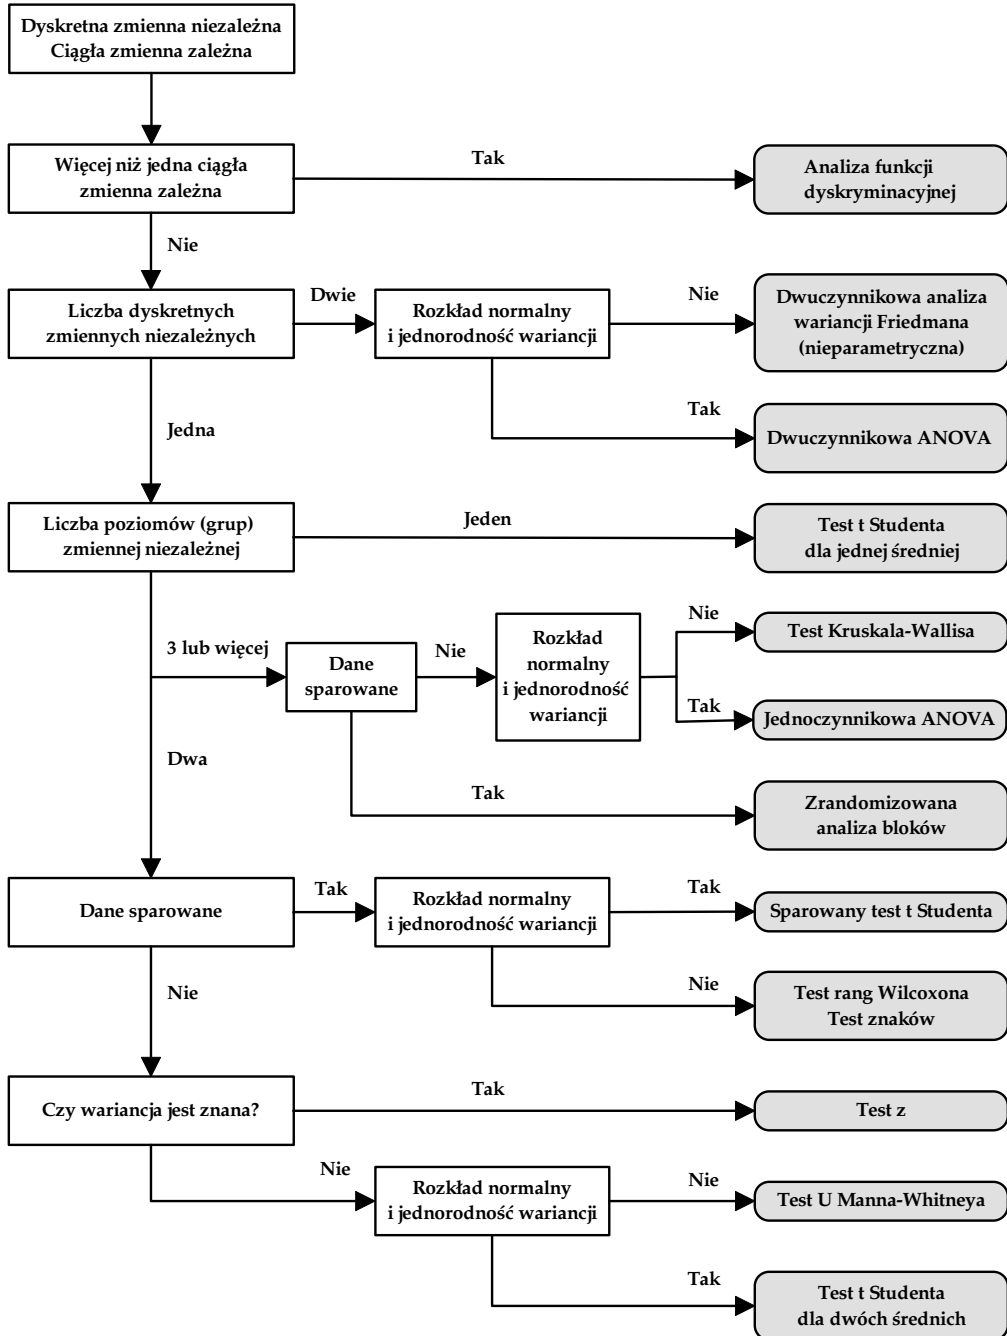 Dyskretna zmienna niezależna
Ciągła zmienna zależna
Więcej niż jedna ciągła
zmienna zależna
Tak
Analiza funkcji
dyskryminacyjnej
Nie
Liczba dyskretnych
zmiennych niezależnych
Dwie
Rozkład normalny
i jednorodność wariancji
Nie
Dwuczynnikowa analiza
wariancji Friedmana
(nieparametryczna)
Tak
Dwuczynnikowa ANOVA
Jedna
Liczba poziomów (grup)
zmiennej niezależnej
Jeden
Test t Studenta
dla jednej średniej
3 lub więcej
Dane
sparowane
Nie
Rozkład
normalny
i jednorodność
wariancji
Nie
Test Kruskala-Wallisa
Tak
Jednoczynnikowa ANOVA
Dwa
Tak
Zrandomizowana
analiza bloków
Dane sparowane
Tak
Rozkład normalny
i jednorodność wariancji
Tak
Sparowany test t Studenta
Nie
Nie
Test rang Wilcoxona
Test znaków
Czy wariancja jest znana?
Tak
Test z
Nie
Rozkład normalny
i jednorodność wariancji
Nie
Test U Manna-Whitneya
Tak
Test t Studenta
dla dwóch średnich